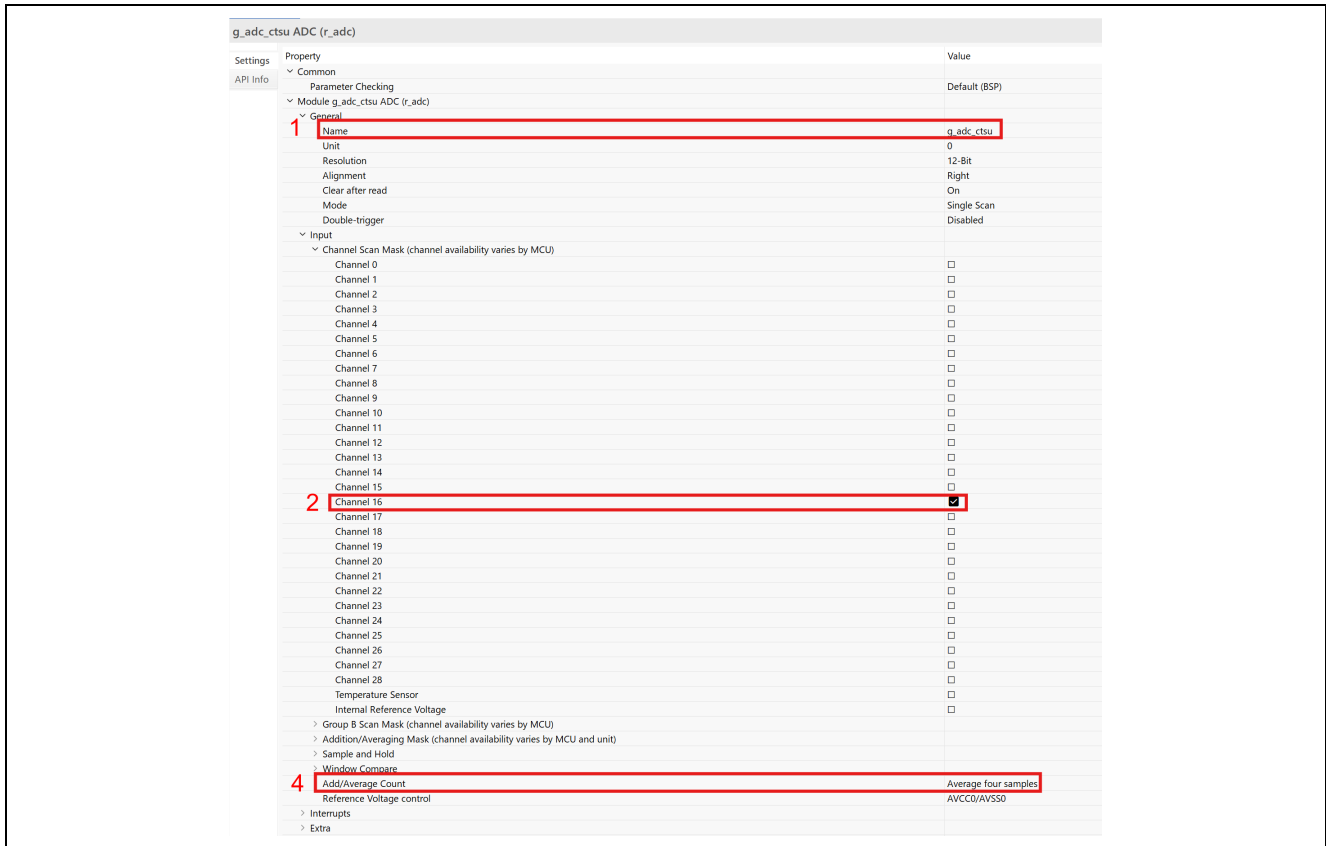 g_adc_ctsu ADC (r_adc)
Settings
API Info
Property Value
Common
Parameter Checking Default (BSP)
Module g_adc_ctsu ADC (r_adc)
General
1 Name g_adc_ctsu
Unit 0
Resolution 12-Bit
Alignment Right
Clear after read On
Mode Single Scan
Double-trigger Disabled
Input
Channel Scan Mask (channel availability varies by MCU)
Channel 0
Channel 1
Channel 2
Channel 3
Channel 4
Channel 5
Channel 6
Channel 7
Channel 8
Channel 9
Channel 10
Channel 11
Channel 12
Channel 13
Channel 14
Channel 15
2 Channel 16
Channel 17
Channel 18
Channel 19
Channel 20
Channel 21
Channel 22
Channel 23
Channel 24
Channel 25
Channel 26
Channel 27
Channel 28
Temperature Sensor
Internal Reference Voltage
Group B Scan Mask (channel availability varies by MCU)
Addition/Averaging Mask (channel availability varies by MCU and unit)
Sample and Hold
Window Compare
4 Add/Average Count Average four samples
Reference Voltage control AVCC0/AVSS0
Interrupts
Extra